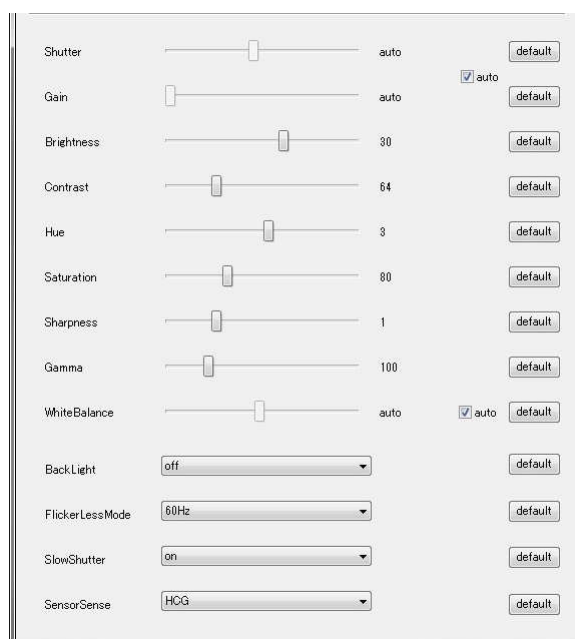 Shutter auto default
auto
Gain auto default
Brightness 30 default
Contrast 64 default
Hue 3 default
Saturation 80 default
Sharpness 1 default
Gamma 100 default
WhiteBalance auto auto default
BackLight off default
FlickerLessMode 60Hz default
SlowShutter on default
SensorSense HCG default